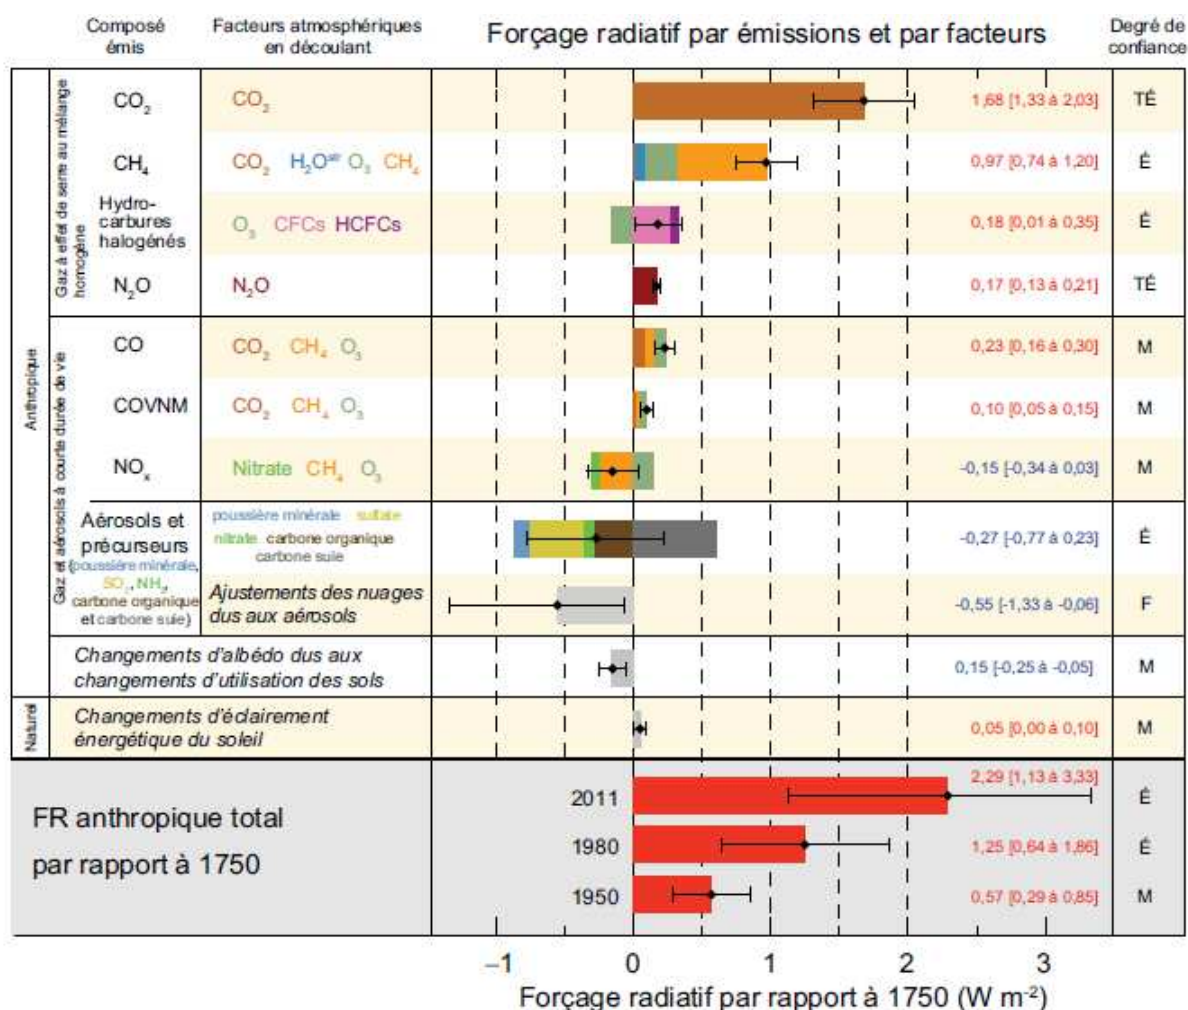 Composé émis
Facteurs atmosphériques en découlant
Forçage radiatif par émissions et par facteurs
Degré de confiance
Anthropique
Gaz à effet de serre au mélange homogène
CO₂
CO₂
1,68 [1,33 à 2,03]
TÉ
CH₄
CO₂ H₂Oˢᵗʳ O₃ CH₄
0,97 [0,74 à 1,20]
É
Hydro-
carbures
halogénés
O₃ CFCs HCFCs
0,18 [0,01 à 0,35]
É
N₂O
N₂O
0,17 [0,13 à 0,21]
TÉ
Gaz et aérosols à courte durée de vie
CO
CO₂ CH₄ O₃
0,23 [0,16 à 0,30]
M
COVNM
CO₂ CH₄ O₃
0,10 [0,05 à 0,15]
M
NOₓ
Nitrate CH₄ O₃
-0,15 [-0,34 à 0,03]
M
Aérosols et
précurseurs
(poussière minérale,
SO₂, NH₃,
carbone organique
et carbone suie)
poussière minérale sulfate
nitrate carbone organique
carbone suie
-0,27 [-0,77 à 0,23]
É
Ajustements des nuages
dus aux aérosols
-0,55 [-1,33 à -0,06]
F
Changements d'albédo dus aux
changements d'utilisation des sols
0,15 [-0,25 à -0,05]
M
Naturel
Changements d'éclairement
énergétique du soleil
0,05 [0,00 à 0,10]
M
FR anthropique total
par rapport à 1750
2011
2,29 [1,13 à 3,33]
É
1980
1,25 [0,64 à 1,86]
É
1950
0,57 [0,29 à 0,85]
M
–1 0 1 2 3
Forçage radiatif par rapport à 1750 (W m⁻²)